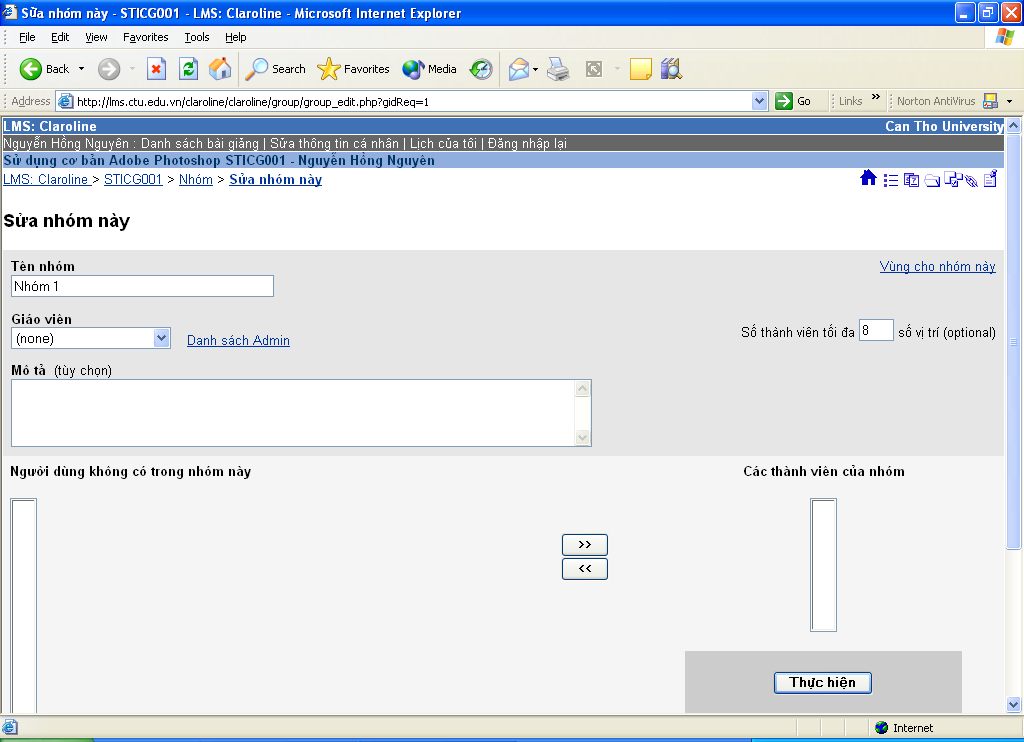 Sửa nhóm này - STICG001 - LMS: Claroline - Microsoft Internet Explorer
File Edit View Favorites Tools Help
Back Search Favorites Media
Address http://lms.ctu.edu.vn/claroline/claroline/group/group_edit.php?gidReq=1 Go Links » Norton AntiVirus
LMS: Claroline Can Tho University
Nguyễn Hồng Nguyên : Danh sách bài giảng | Sửa thông tin cá nhân | Lịch của tôi | Đăng nhập lại
Sử dụng cơ bản Adobe Photoshop STICG001 - Nguyễn Hồng Nguyên
LMS: Claroline > STICG001 > Nhóm > Sửa nhóm này
Sửa nhóm này
Tên nhóm Vùng cho nhóm này
Nhóm 1
Giáo viên
(none) Danh sách Admin Số thành viên tối đa 8 số vị trí (optional)
Mô tả (tùy chọn)
Người dùng không có trong nhóm này Các thành viên của nhóm
>>
<<
Thực hiện
Internet